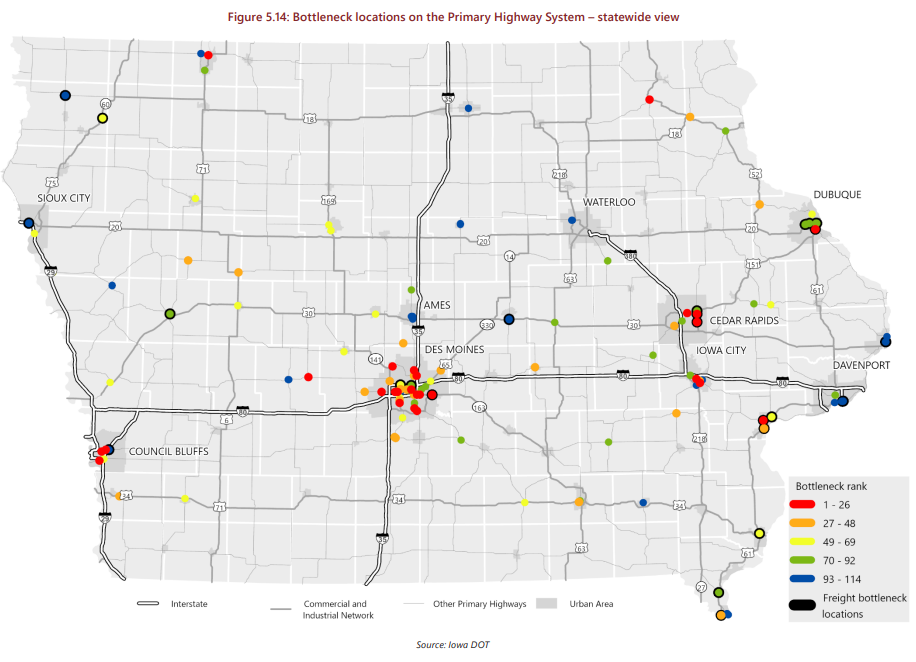 Figure 5.14: Bottleneck locations on the Primary Highway System – statewide view
35
60
18
18
71
218
52
75
SIOUX CITY
169
WATERLOO
DUBUQUE
20
20
20
14
380
151
29
63
61
30
AMES
330
30
CEDAR RAPIDS
35
DES MOINES
IOWA CITY
141
65
DAVENPORT
80
80
80
80
6
163
218
COUNCIL BLUFFS
34
71
34
34
29
35
63
61
27
Bottleneck rank
1 - 26
27 - 48
49 - 69
70 - 92
93 - 114
Freight bottleneck
locations
Interstate
Commercial and
Industrial Network
Other Primary Highways
Urban Area
Source: Iowa DOT